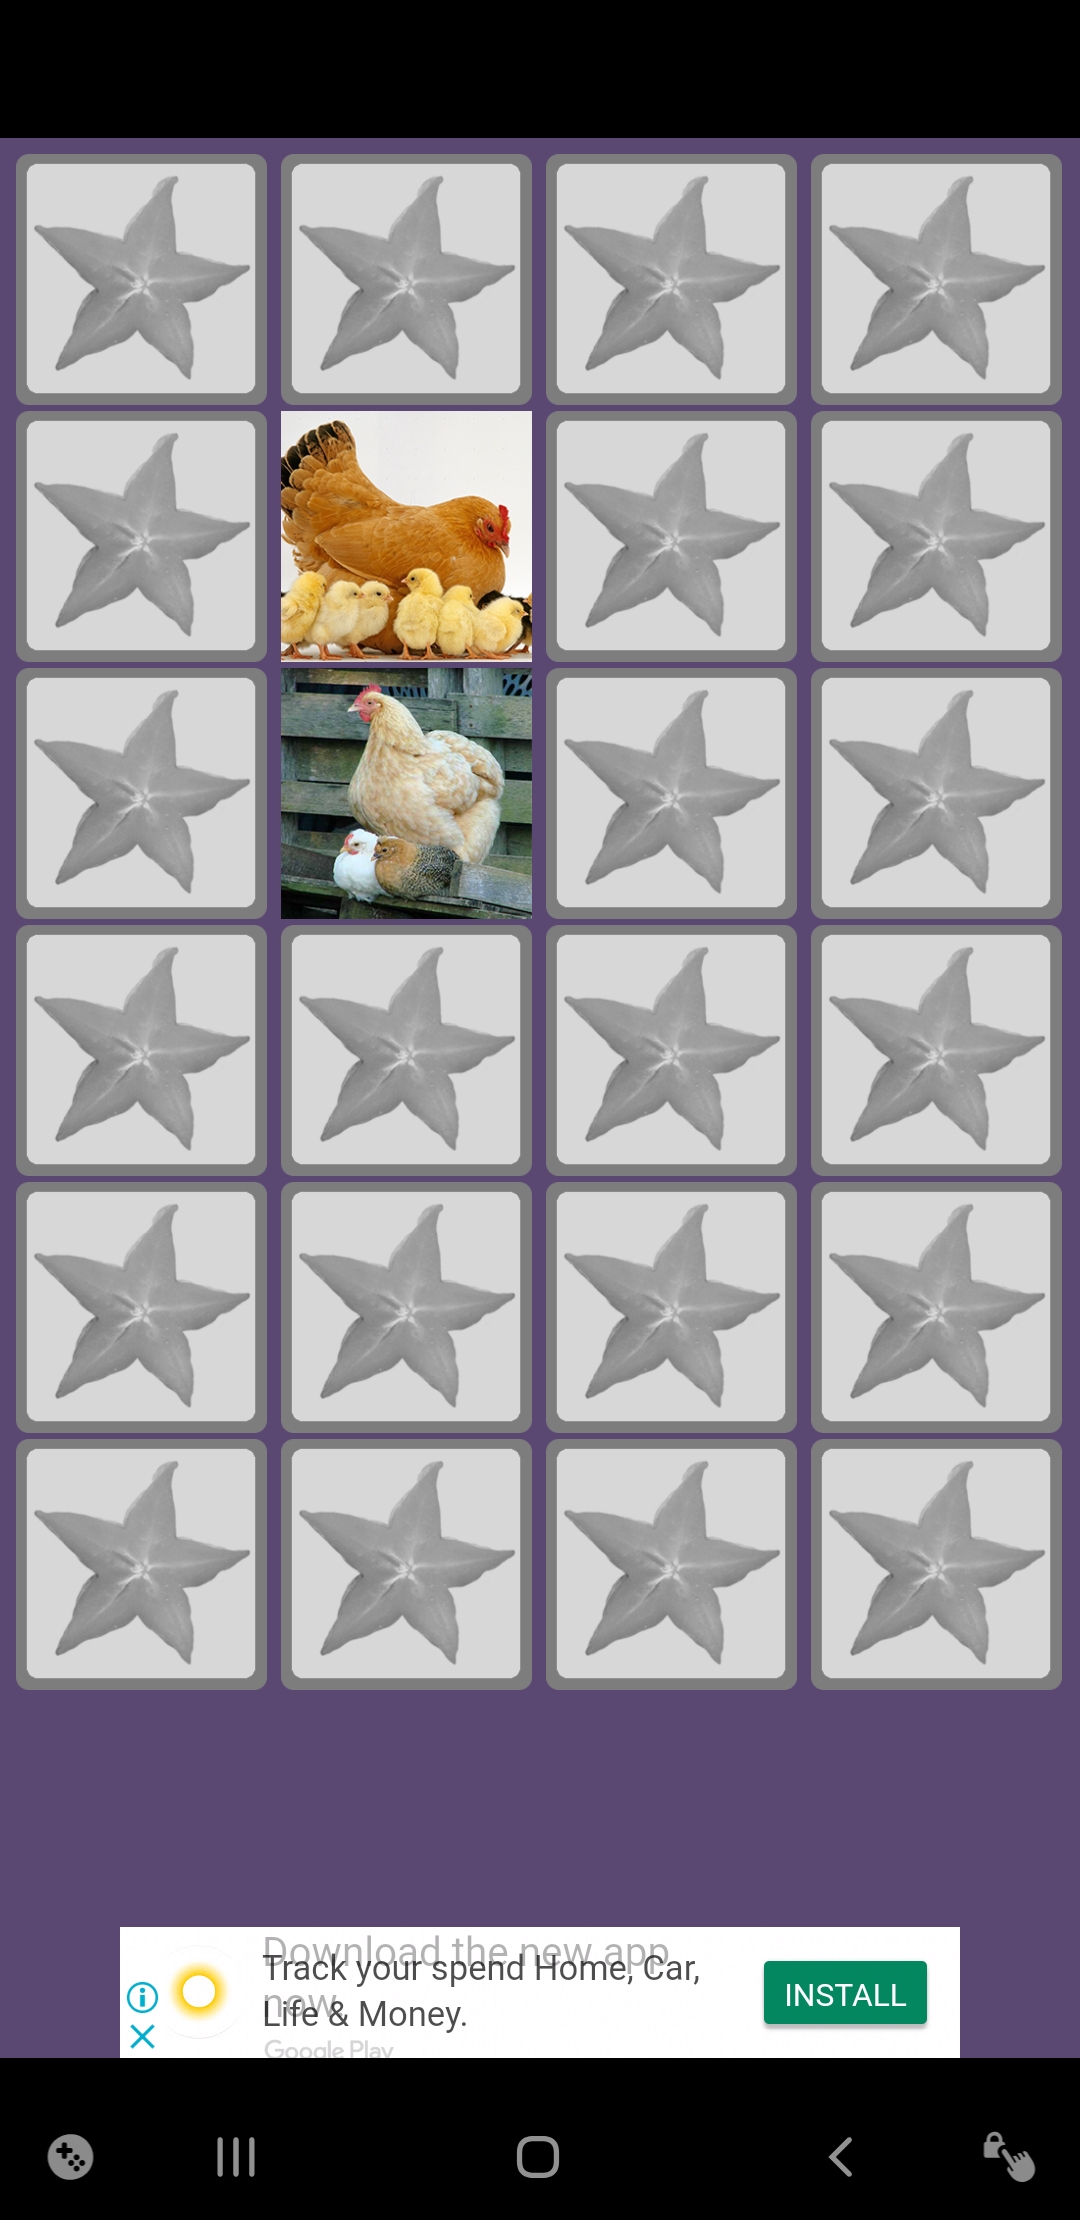 Download the new app
now.
Track your spend Home, Car,
Life & Money.
Google Play
INSTALL